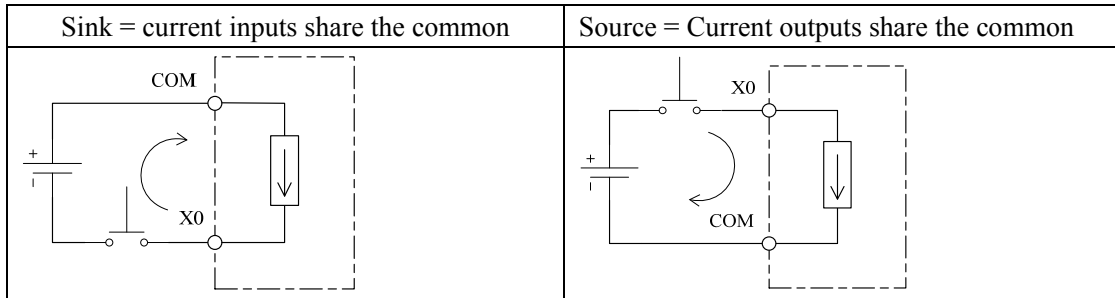 Sink = current inputs share the common
Source = Current outputs share the common
COM
X0
+
−
X0
COM
+
−